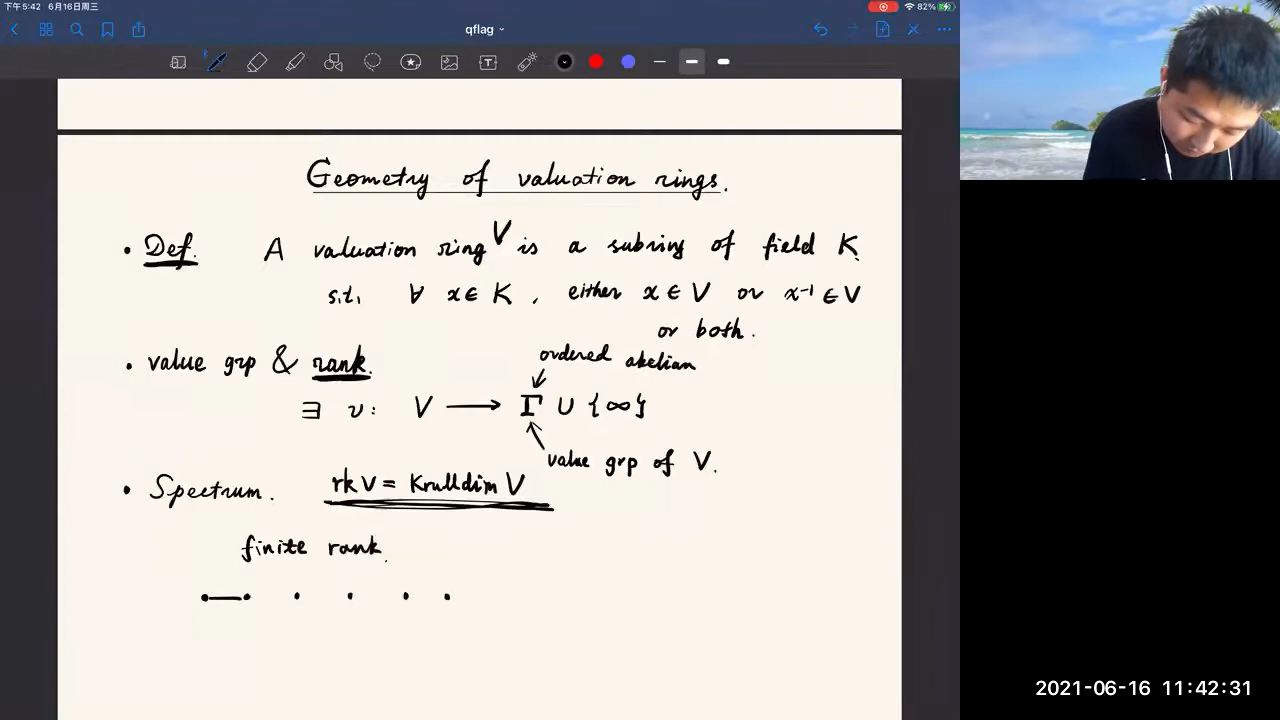 下午5:42 6月16日周三
82%
qflag
Geometry of valuation rings.
• Def. A valuation ring V is a subring of field K
s.t. ∀ x ∈ K, either x ∈ V or x⁻¹ ∈ V
or both.
• value grp & rank.
ordered abelian
∃ v: V ⟶ Γ ∪ {∞}
value grp of V.
• Spectrum. rk V = Krulldim V
finite rank.
2021-06-16 11:42:31